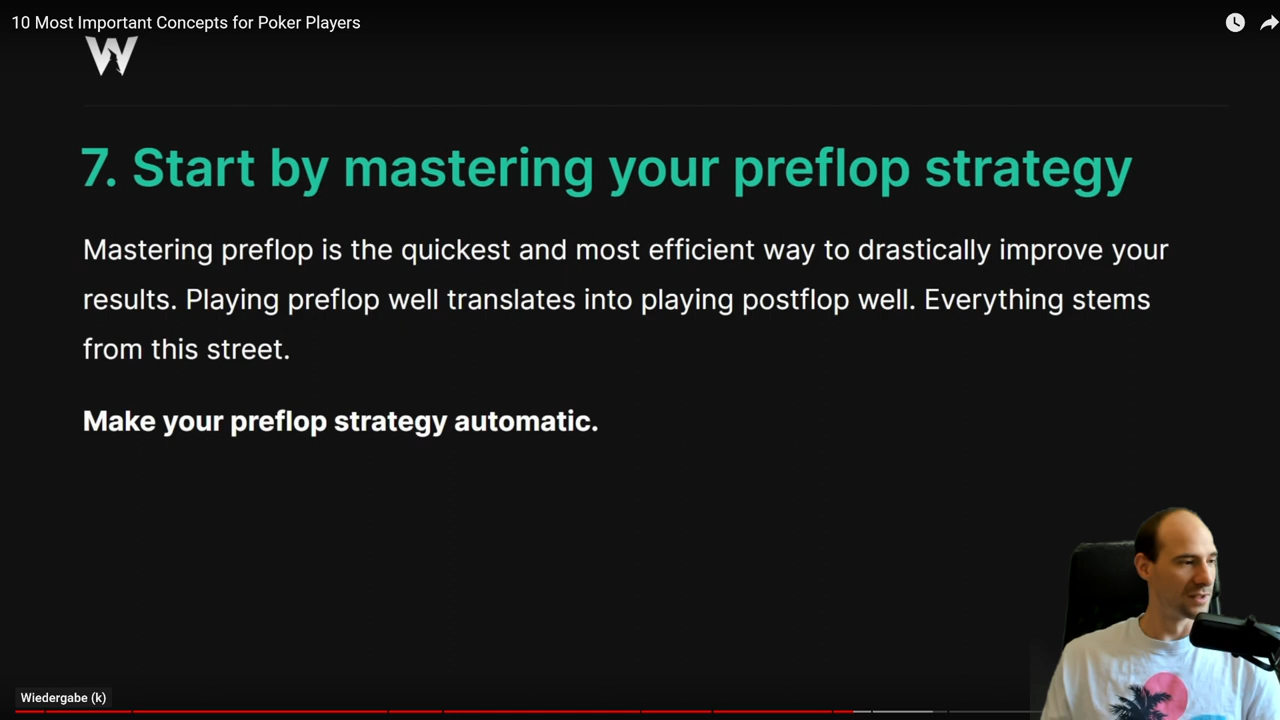 10 Most Important Concepts for Poker Players
W
7. Start by mastering your preflop strategy
Mastering preflop is the quickest and most efficient way to drastically improve your
results. Playing preflop well translates into playing postflop well. Everything stems
from this street.
Make your preflop strategy automatic.
Wiedergabe (k)